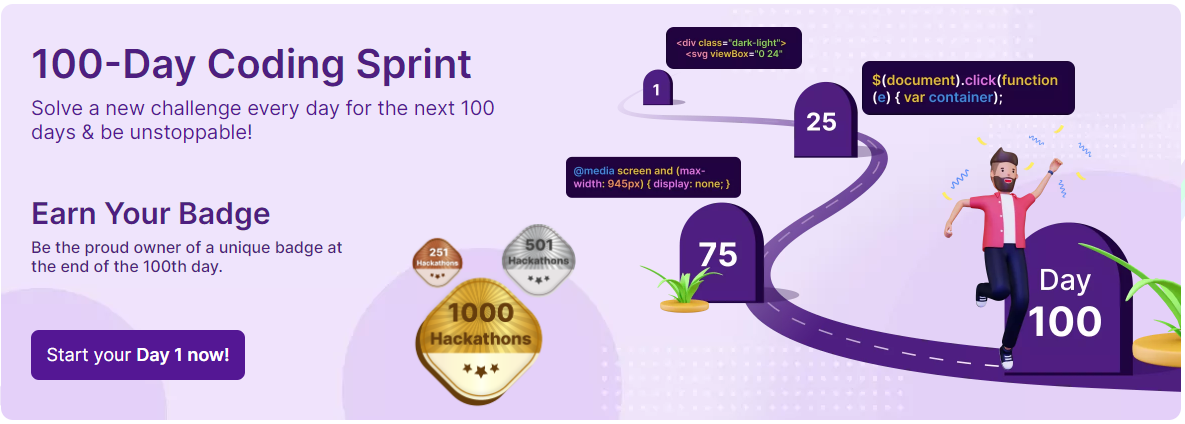 100-Day Coding Sprint
Solve a new challenge every day for the next 100
days & be unstoppable!
Earn Your Badge
Be the proud owner of a unique badge at
the end of the 100th day.
Start your Day 1 now!
251
Hackathons
501
Hackathons
1000
Hackathons
<div class="dark-light">
<svg viewBox="0 24"
1
25
$(document).click(function
(e) { var container);
@media screen and (max-
width: 945px) { display: none; }
75
Day
100